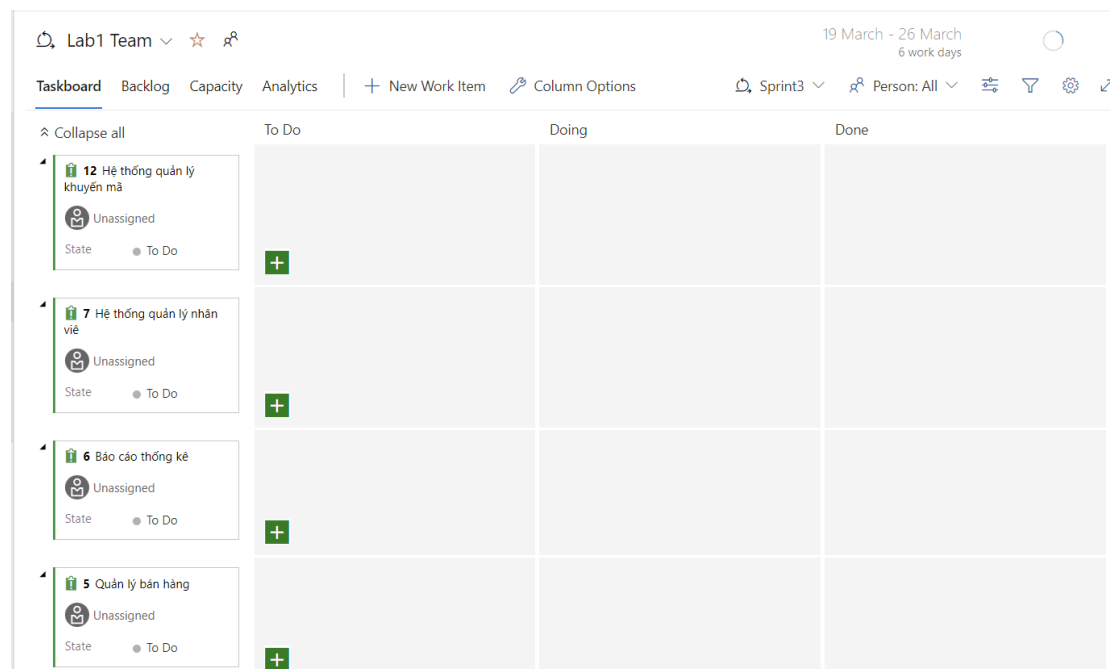 Lab1 Team
19 March - 26 March
6 work days
Taskboard Backlog Capacity Analytics New Work Item Column Options Sprint3 Person: All
Collapse all To Do Doing Done
12 Hệ thống quản lý
khuyến mã
Unassigned
State To Do
7 Hệ thống quản lý nhân
viê
Unassigned
State To Do
6 Báo cáo thống kê
Unassigned
State To Do
5 Quản lý bán hàng
Unassigned
State To Do